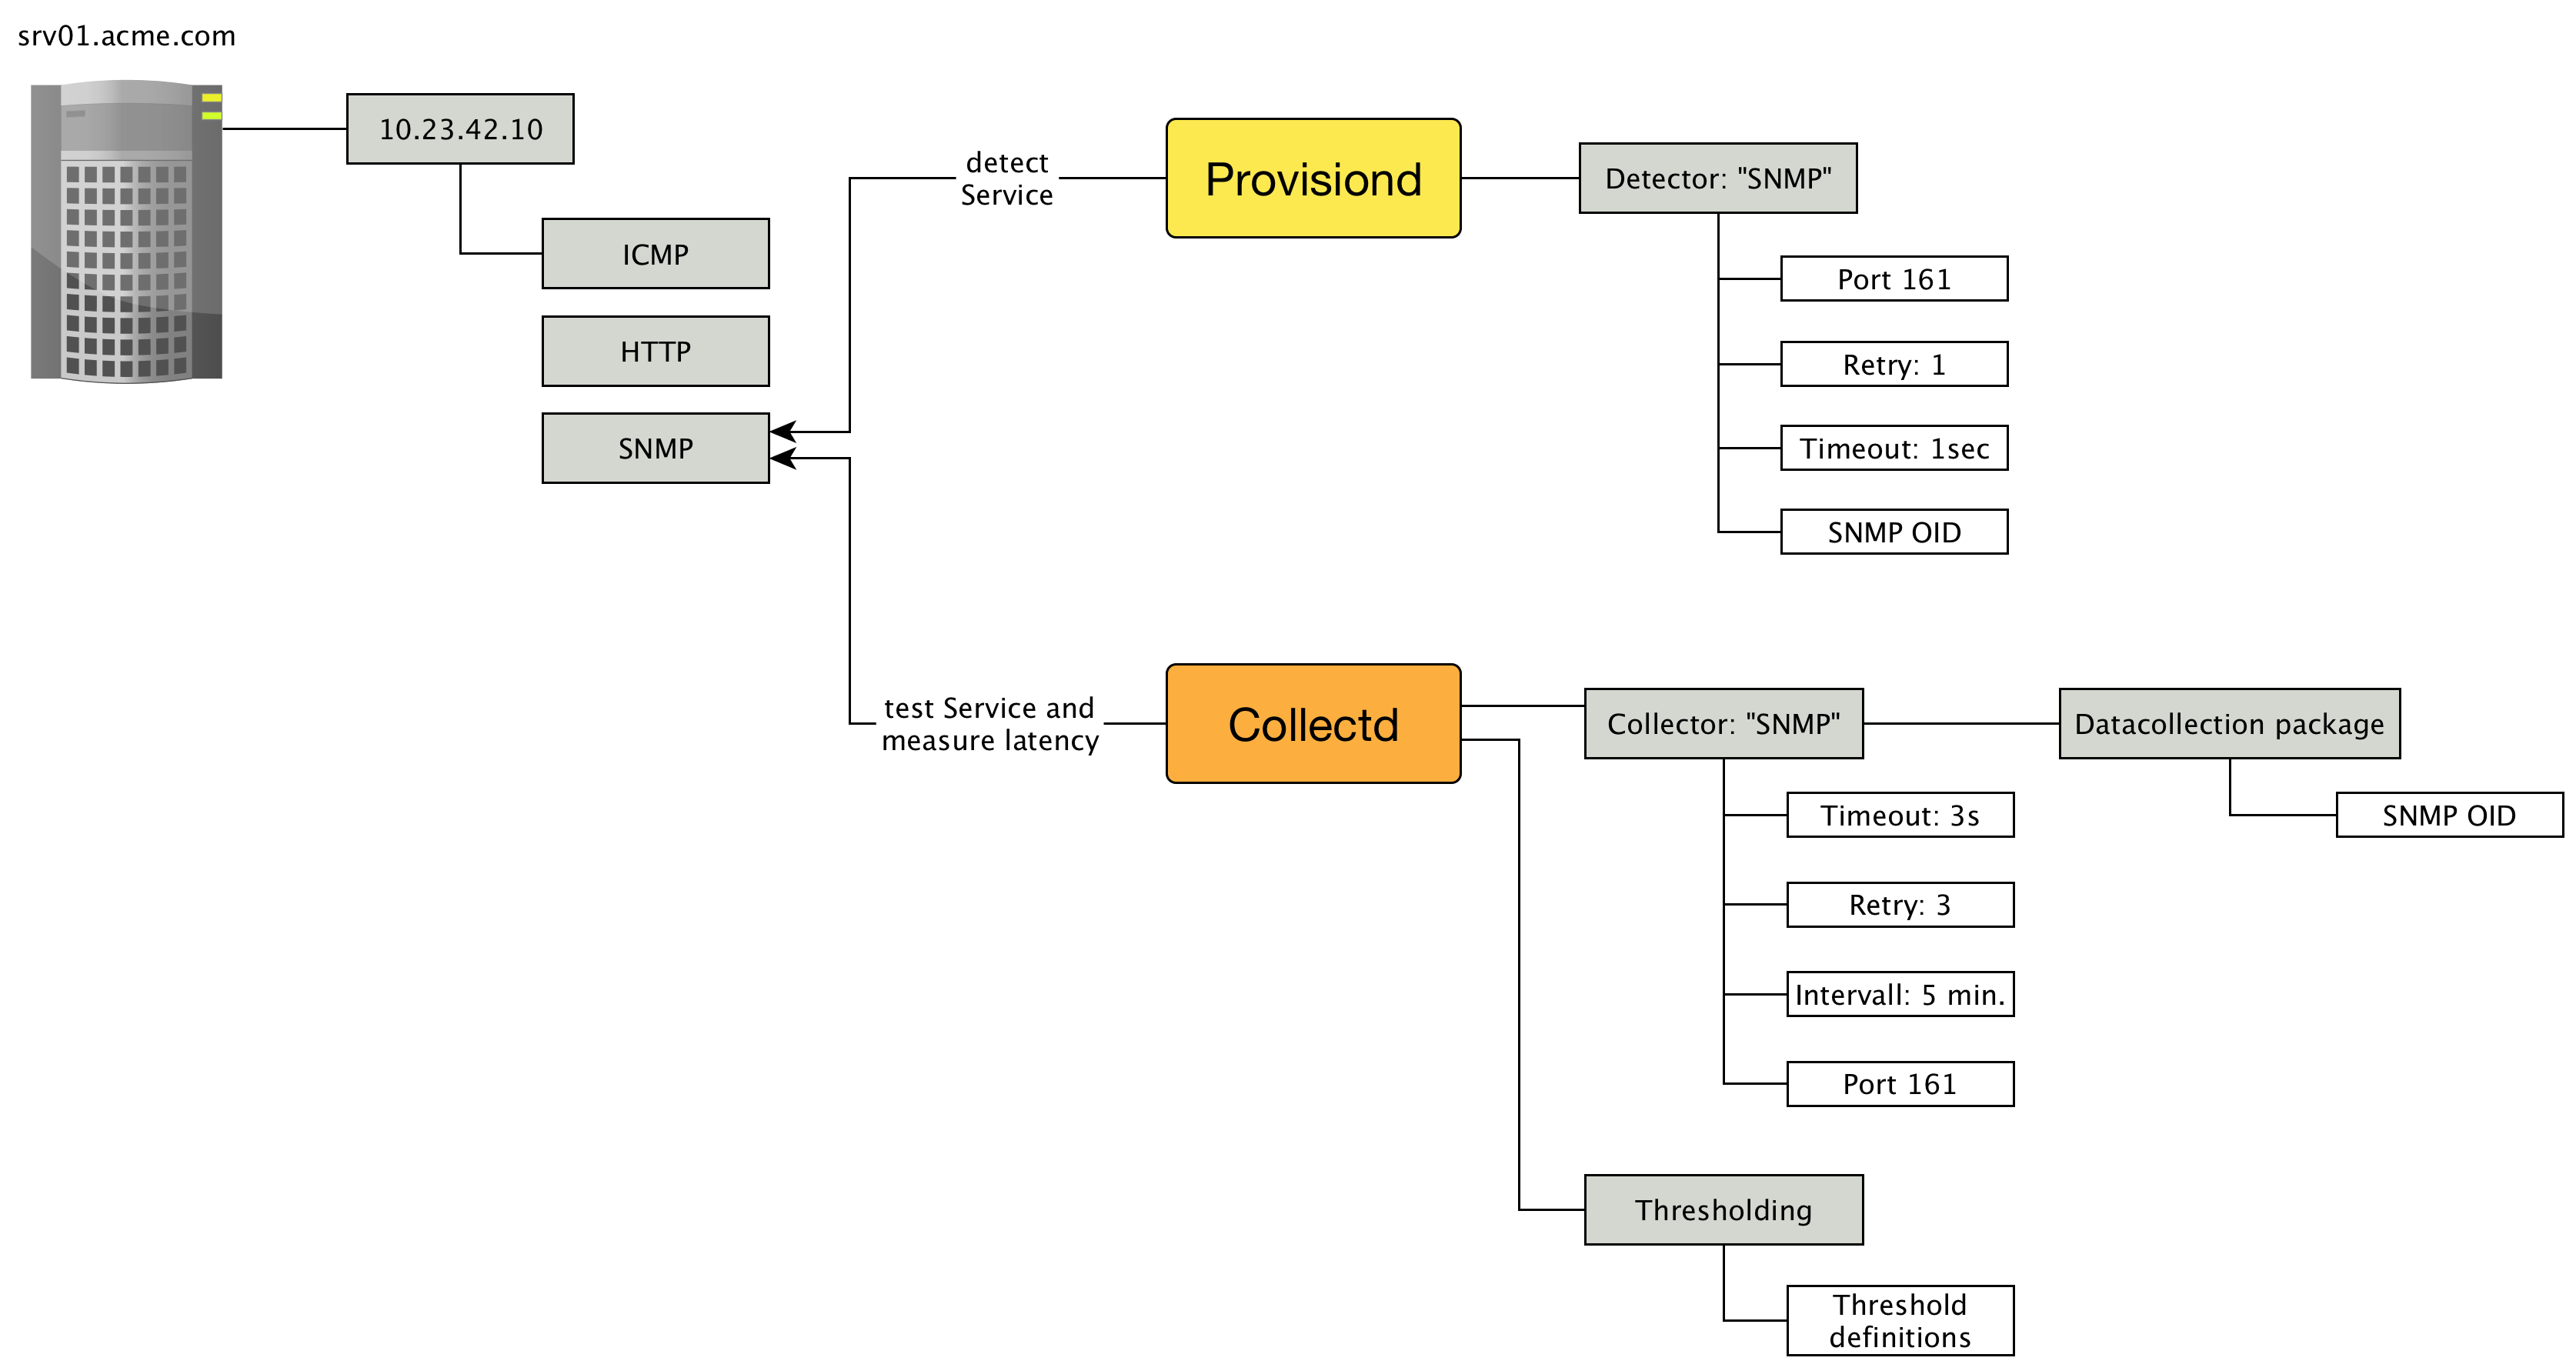 srv01.acme.com
10.23.42.10
ICMP
HTTP
SNMP
detect
Service
Provisiond
Detector: "SNMP"
Port 161
Retry: 1
Timeout: 1sec
SNMP OID
test Service and
measure latency
Collectd
Collector: "SNMP"
Datacollection package
Timeout: 3s
SNMP OID
Retry: 3
Intervall: 5 min.
Port 161
Thresholding
Threshold
definitions